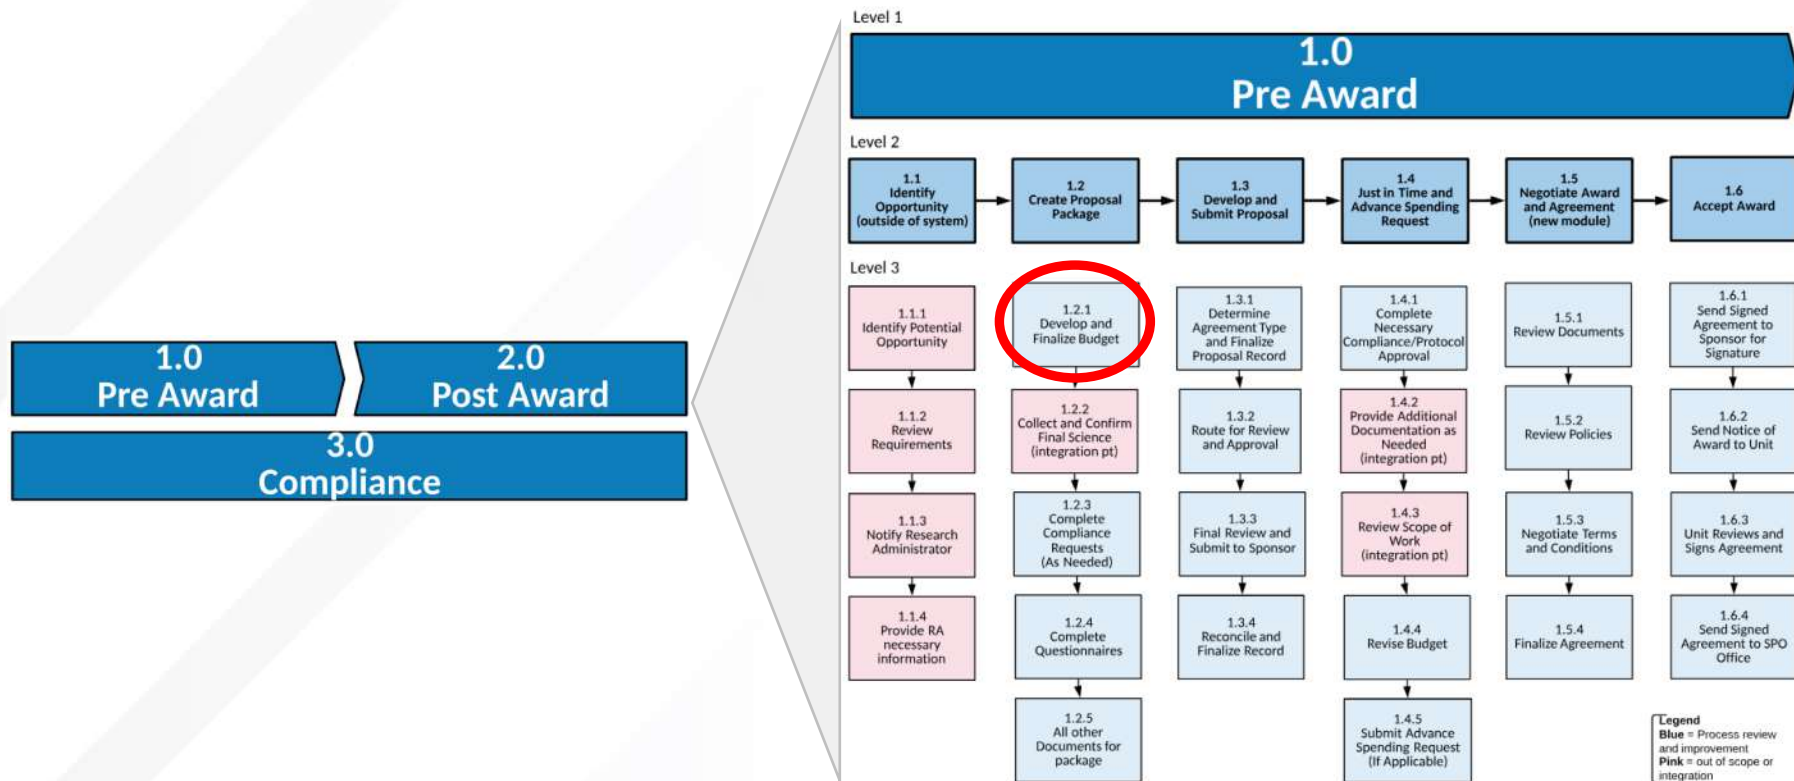 1.0
Pre Award
2.0
Post Award
3.0
Compliance
Level 1
1.0
Pre Award
Level 2
1.1
Identify
Opportunity
(outside of system)
1.2
Create Proposal
Package
1.3
Develop and
Submit Proposal
1.4
Just in Time and
Advance Spending
Request
1.5
Negotiate Award
and Agreement
(new module)
1.6
Accept Award
Level 3
1.1.1
Identify Potential
Opportunity
1.1.2
Review
Requirements
1.1.3
Notify Research
Administrator
1.1.4
Provide RA
necessary
information
1.2.1
Develop and
Finalize Budget
1.2.2
Collect and Confirm
Final Science
(integration pt)
1.2.3
Complete
Compliance
Requests
(As Needed)
1.2.4
Complete
Questionnaires
1.2.5
All other
Documents for
package
1.3.1
Determine
Agreement Type
and Finalize
Proposal Record
1.3.2
Route for Review
and Approval
1.3.3
Final Review and
Submit to Sponsor
1.3.4
Reconcile and
Finalize Record
1.4.1
Complete
Necessary
Compliance/Protocol
Approval
1.4.2
Provide Additional
Documentation as
Needed
(integration pt)
1.4.3
Review Scope of
Work
(integration pt)
1.4.4
Revise Budget
1.4.5
Submit Advance
Spending Request
(If Applicable)
1.5.1
Review Documents
1.5.2
Review Policies
1.5.3
Negotiate Terms
and Conditions
1.5.4
Finalize Agreement
1.6.1
Send Signed
Agreement to
Sponsor for
Signature
1.6.2
Send Notice of
Award to Unit
1.6.3
Unit Reviews and
Signs Agreement
1.6.4
Send Signed
Agreement to SPO
Office
Legend
Blue = Process review
and improvement
Pink = out of scope or
integration